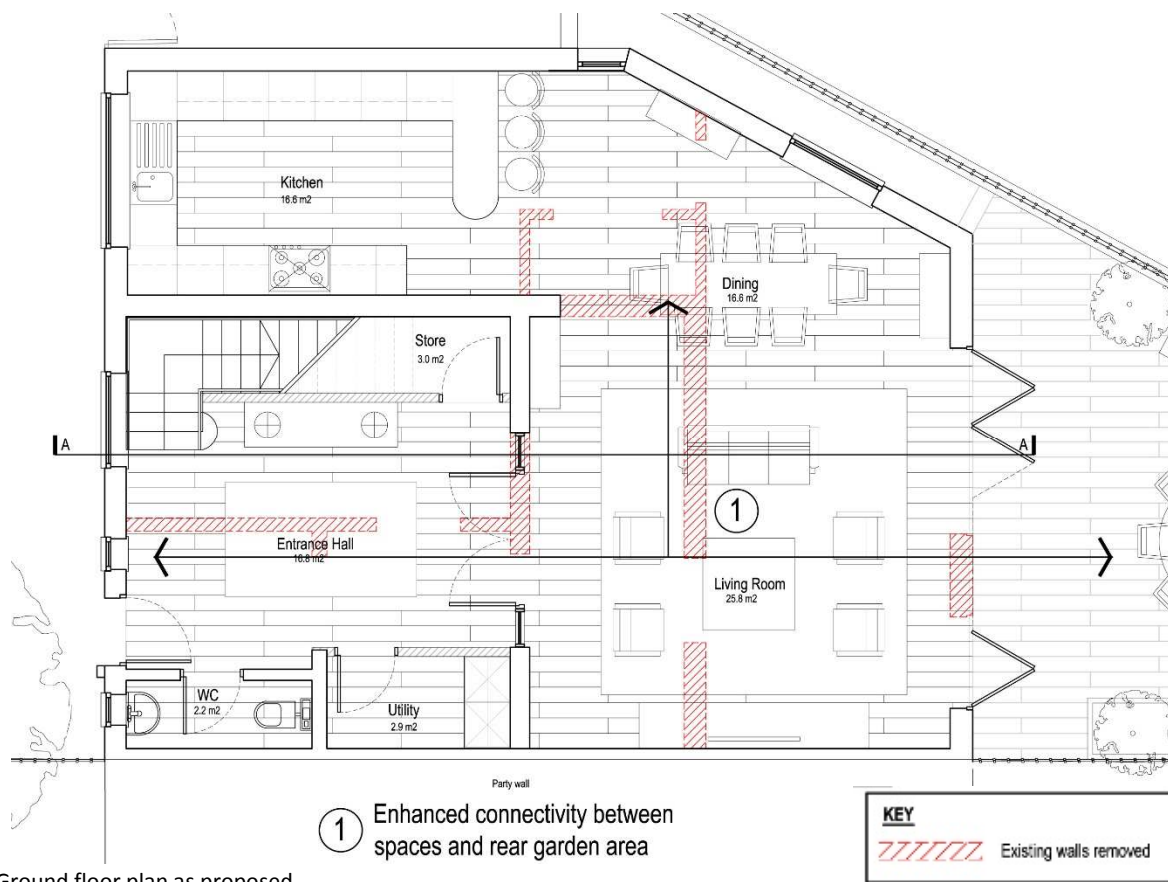 Kitchen
16.6 m2
Dining
16.6 m2
Store
3.0 m2
A
A
1
Entrance Hall
16.8 m2
Living Room
25.8 m2
WC
2.2 m2
Utility
2.9 m2
Party wall
1 Enhanced connectivity between
spaces and rear garden area
KEY
Existing walls removed
Ground floor plan as proposed